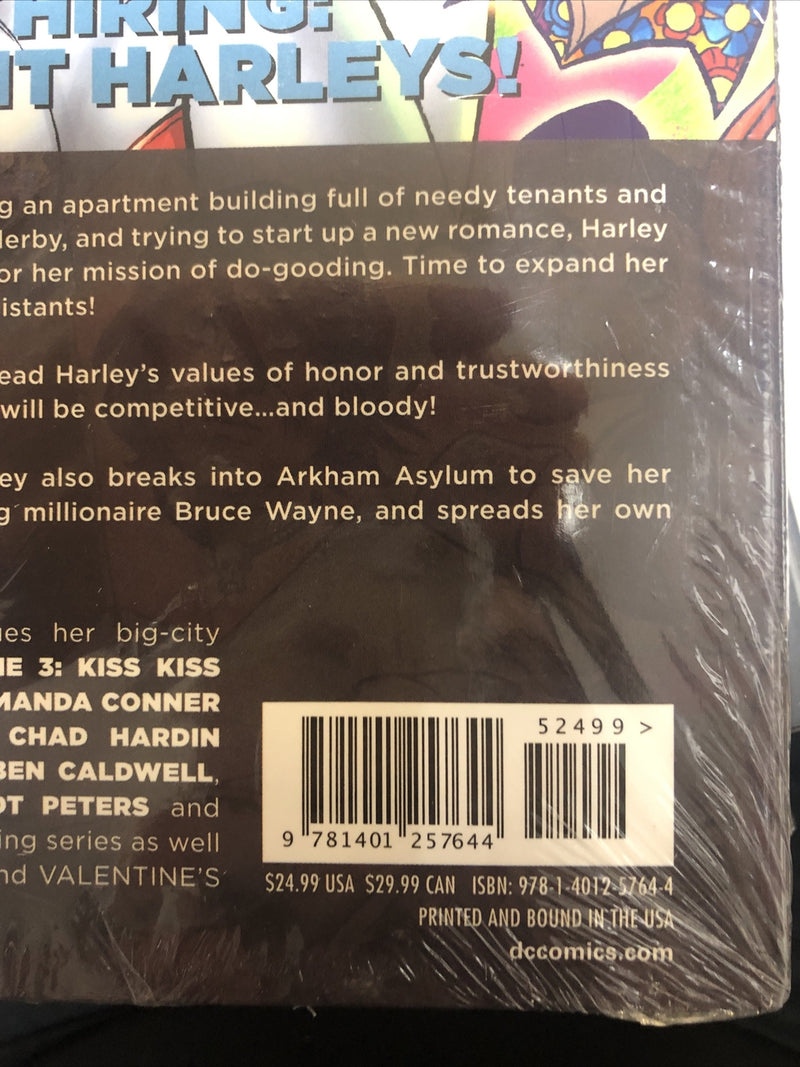 HIRING:
IT HARLEYS!
g an apartment building full of needy tenants and
derby, and trying to start up a new romance, Harley
or her mission of do-gooding. Time to expand her
istants!
ead Harley's values of honor and trustworthiness
will be competitive...and bloody!
ey also breaks into Arkham Asylum to save her
g millionaire Bruce Wayne, and spreads her own
ues her big-city
E 3: KISS KISS
MANDA CONNER
CHAD HARDIN
BEN CALDWELL,
OT PETERS and
ing series as well
nd VALENTINE'S
52499 >
9 781401 257644
$24.99 USA $29.99 CAN ISBN: 978-1-4012-5764-4
PRINTED AND BOUND IN THE USA
dccomics.com